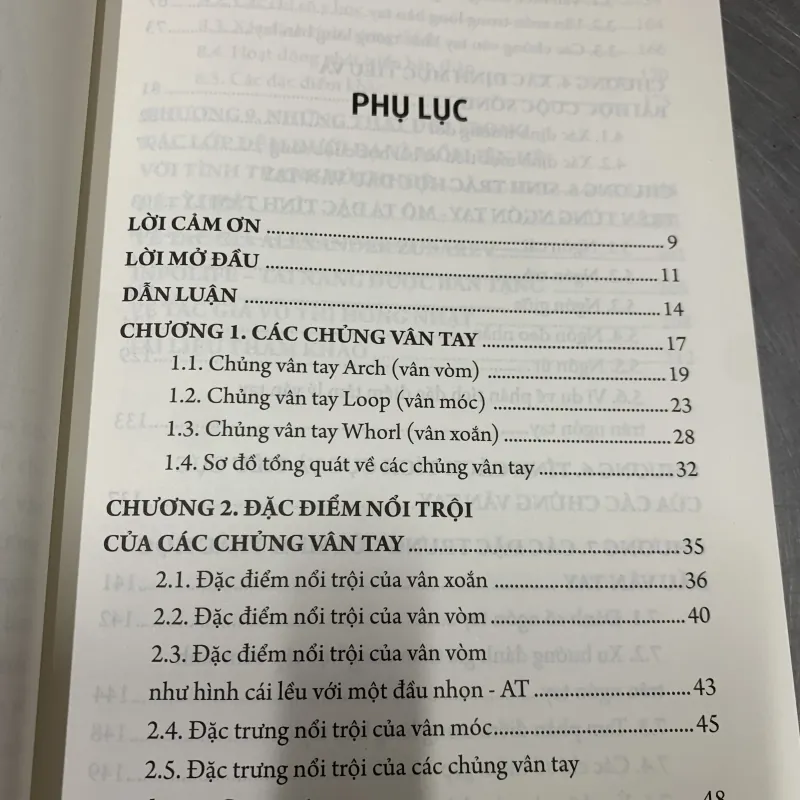 PHỤ LỤC
LỜI CẢM ƠN ........ 9
LỜI MỞ ĐẦU ........ 11
DẪN LUẬN ........ 14
CHƯƠNG 1. CÁC CHỦNG VÂN TAY ........ 17
1.1. Chủng vân tay Arch (vân vòm) ........ 19
1.2. Chủng vân tay Loop (vân móc) ........ 23
1.3. Chủng vân tay Whorl (vân xoắn) ........ 28
1.4. Sơ đồ tổng quát về các chủng vân tay ........ 32
CHƯƠNG 2. ĐẶC ĐIỂM NỔI TRỘI
CỦA CÁC CHỦNG VÂN TAY ........ 35
2.1. Đặc điểm nổi trội của vân xoắn ........ 36
2.2. Đặc điểm nổi trội của vân vòm ........ 40
2.3. Đặc điểm nổi trội của vân vòm
như hình cái lều với một đầu nhọn - AT ........ 43
2.4. Đặc trưng nổi trội của vân móc ........ 45
2.5. Đặc trưng nổi trội của các chủng vân tay
48